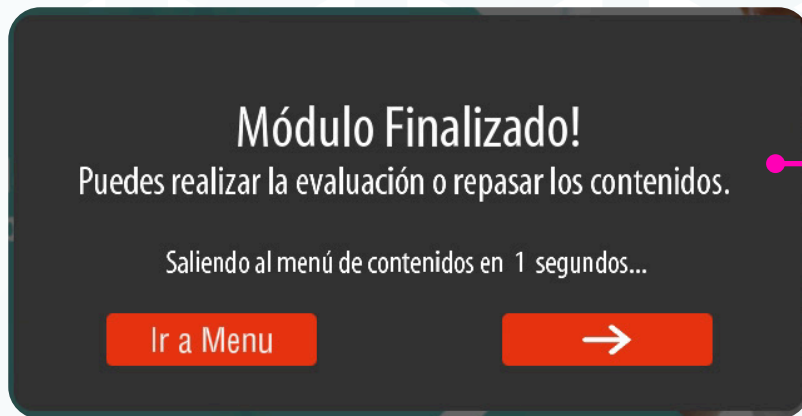 Módulo Finalizado!
Puedes realizar la evaluación o repasar los contenidos.
Saliendo al menú de contenidos en 1 segundos...
Ir a Menu